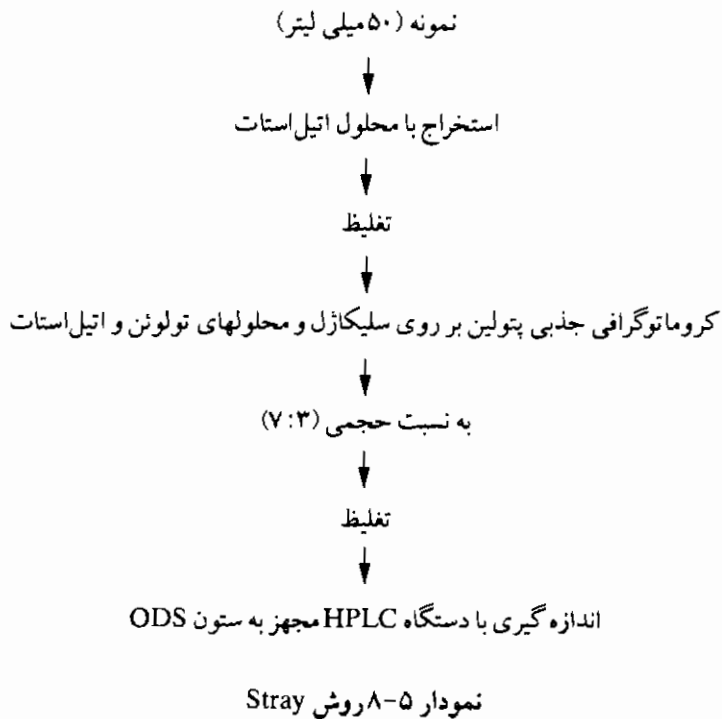 نمونه (۵۰ میلی لیتر)
استخراج با محلول اتیل‌استات
تغلیظ
کروماتوگرافی جذبی پتولین بر روی سلیکاژل و محلولهای تولوئن و اتیل‌استات
به نسبت حجمی (۷:۳)
تغلیظ
اندازه گیری با دستگاه HPLC مجهز به ستون ODS
نمودار ۵-۸ روش Stray